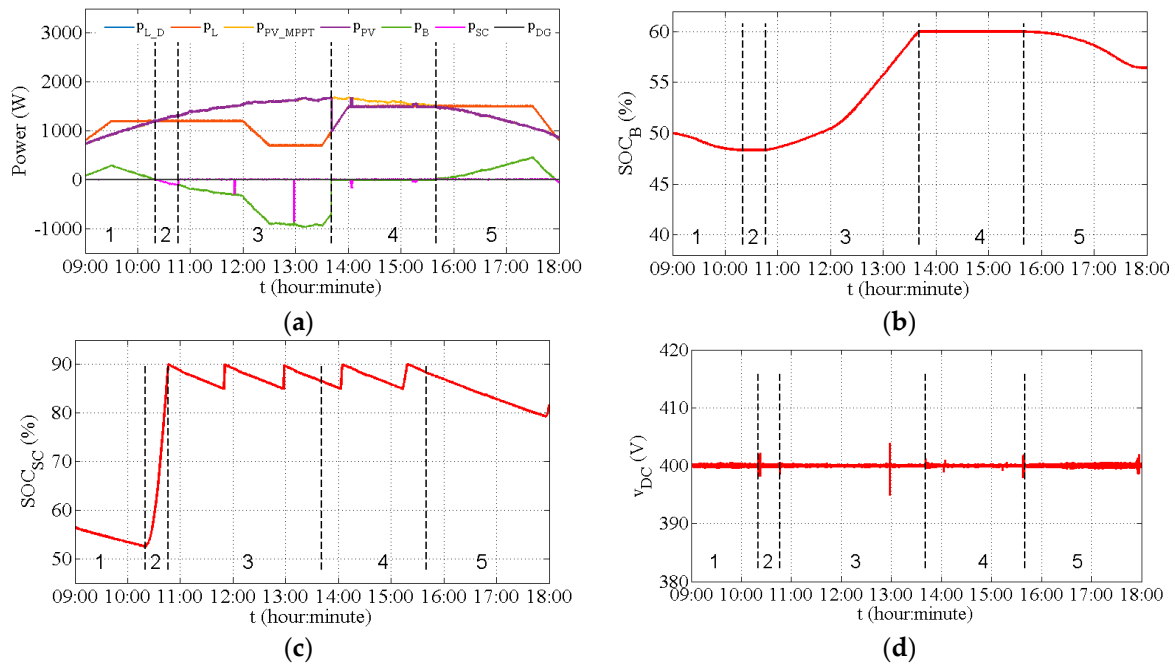 p_L_D p_L p_PV_MPPT p_PV p_B p_SC p_DG
3000
2000
1000
0
-1000
Power (W)
1 2 3 4 5
09:00 10:00 11:00 12:00 13:00 14:00 15:00 16:00 17:00 18:00
t (hour:minute)
(a)
60
55
50
45
40
SOC_B (%)
1 2 3 4 5
09:00 10:00 11:00 12:00 13:00 14:00 15:00 16:00 17:00 18:00
t (hour:minute)
(b)
90
80
70
60
50
SOC_SC (%)
1 2 3 4 5
09:00 10:00 11:00 12:00 13:00 14:00 15:00 16:00 17:00 18:00
t (hour:minute)
(c)
420
410
400
390
380
v_DC (V)
1 2 3 4 5
09:00 10:00 11:00 12:00 13:00 14:00 15:00 16:00 17:00 18:00
t (hour:minute)
(d)